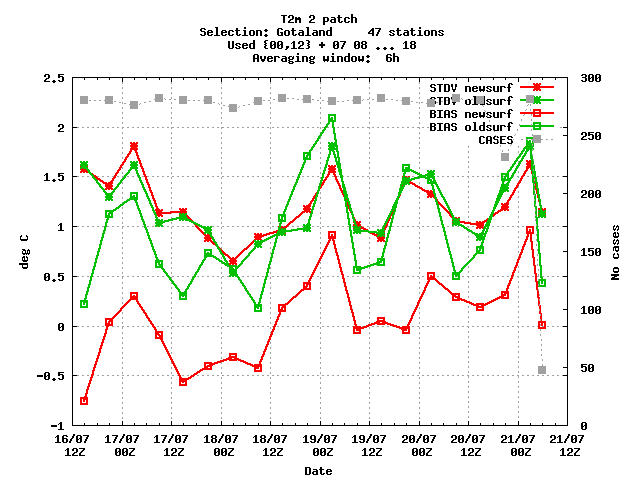 T2m 2 patch
Selection: Gotaland     47 stations
Used {00,12} + 07 08 ... 18
Averaging window:  6h
STDV newsurf
STDV oldsurf
BIAS newsurf
BIAS oldsurf
CASES
2.5
2
1.5
1
0.5
0
-0.5
-1
deg C
300
250
200
150
100
50
0
No cases
16/07 17/07 17/07 18/07 18/07 19/07 19/07 20/07 20/07 21/07 21/07
12Z 00Z 12Z 00Z 12Z 00Z 12Z 00Z 12Z 00Z 12Z
Date